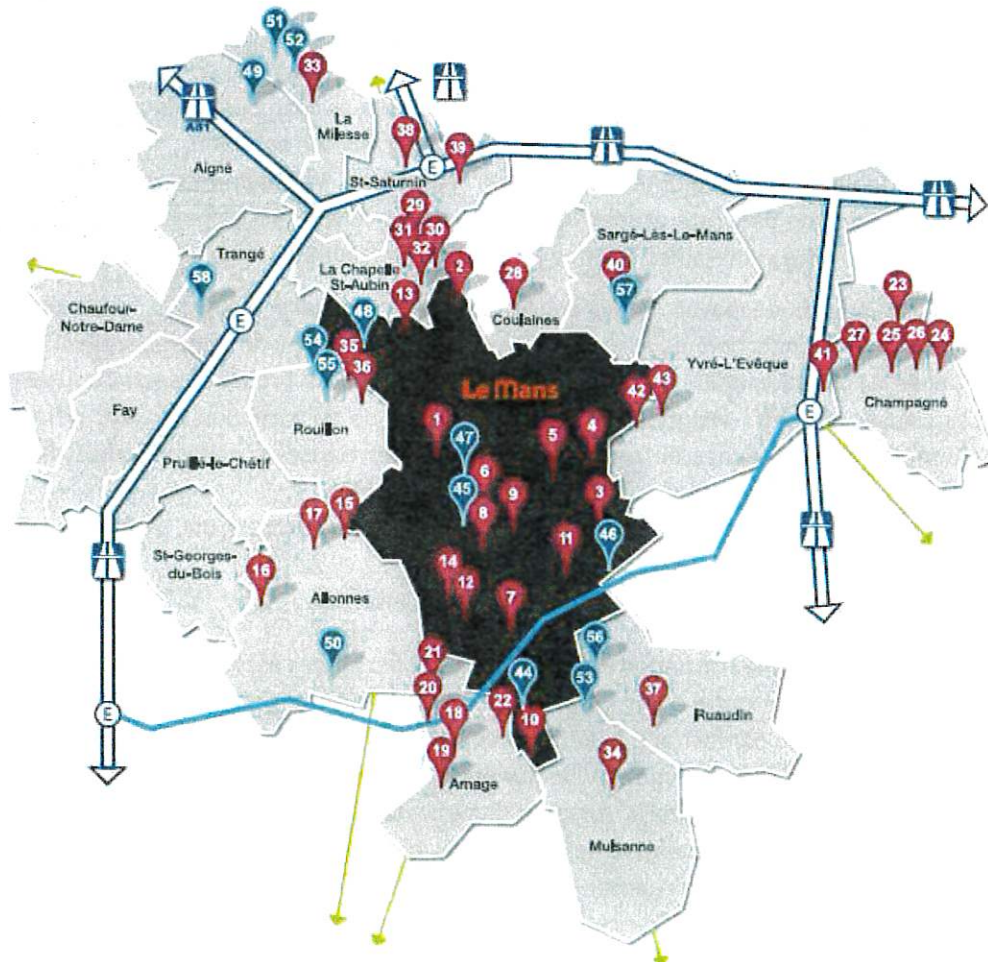 51
52
49
33
A81
La
Milesse
38
39
E
Aigné
St-Saturnin
29
31
30
32
2
28
Sargé-Lès-Le-Mans
40
57
Trangé
58
La Chapelle
St-Aubin
13
Coulaines
23
Chaufour-
Notre-Dame
E
48
54
35
55
36
Le Mans
42
43
Yvré-L'Evêque
41
27
25
26
24
Champagné
Fay
Rouillon
1
47
5
4
E
Pruillé-le-Chétif
6
45
9
8
3
17
15
11
46
St-Georges-
du-Bois
16
14
12
7
Allonnes
50
21
20
56
44
53
37
E
18
22
10
Ruaudin
19
34
Arnage
Mulsanne